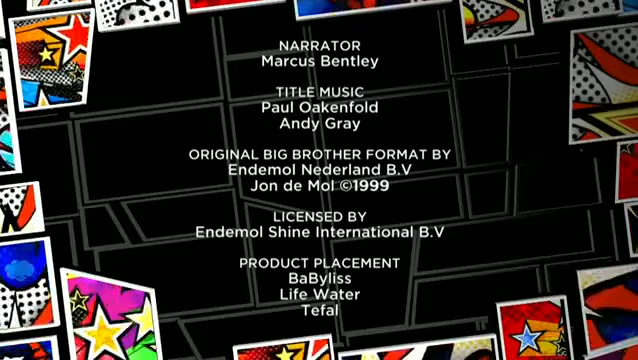 NARRATOR
Marcus Bentley
TITLE MUSIC
Paul Oakenfold
Andy Gray
ORIGINAL BIG BROTHER FORMAT BY
Endemol Nederland B.V
Jon de Mol ©1999
LICENSED BY
Endemol Shine International B.V
PRODUCT PLACEMENT
BaByliss
Life Water
Tefal